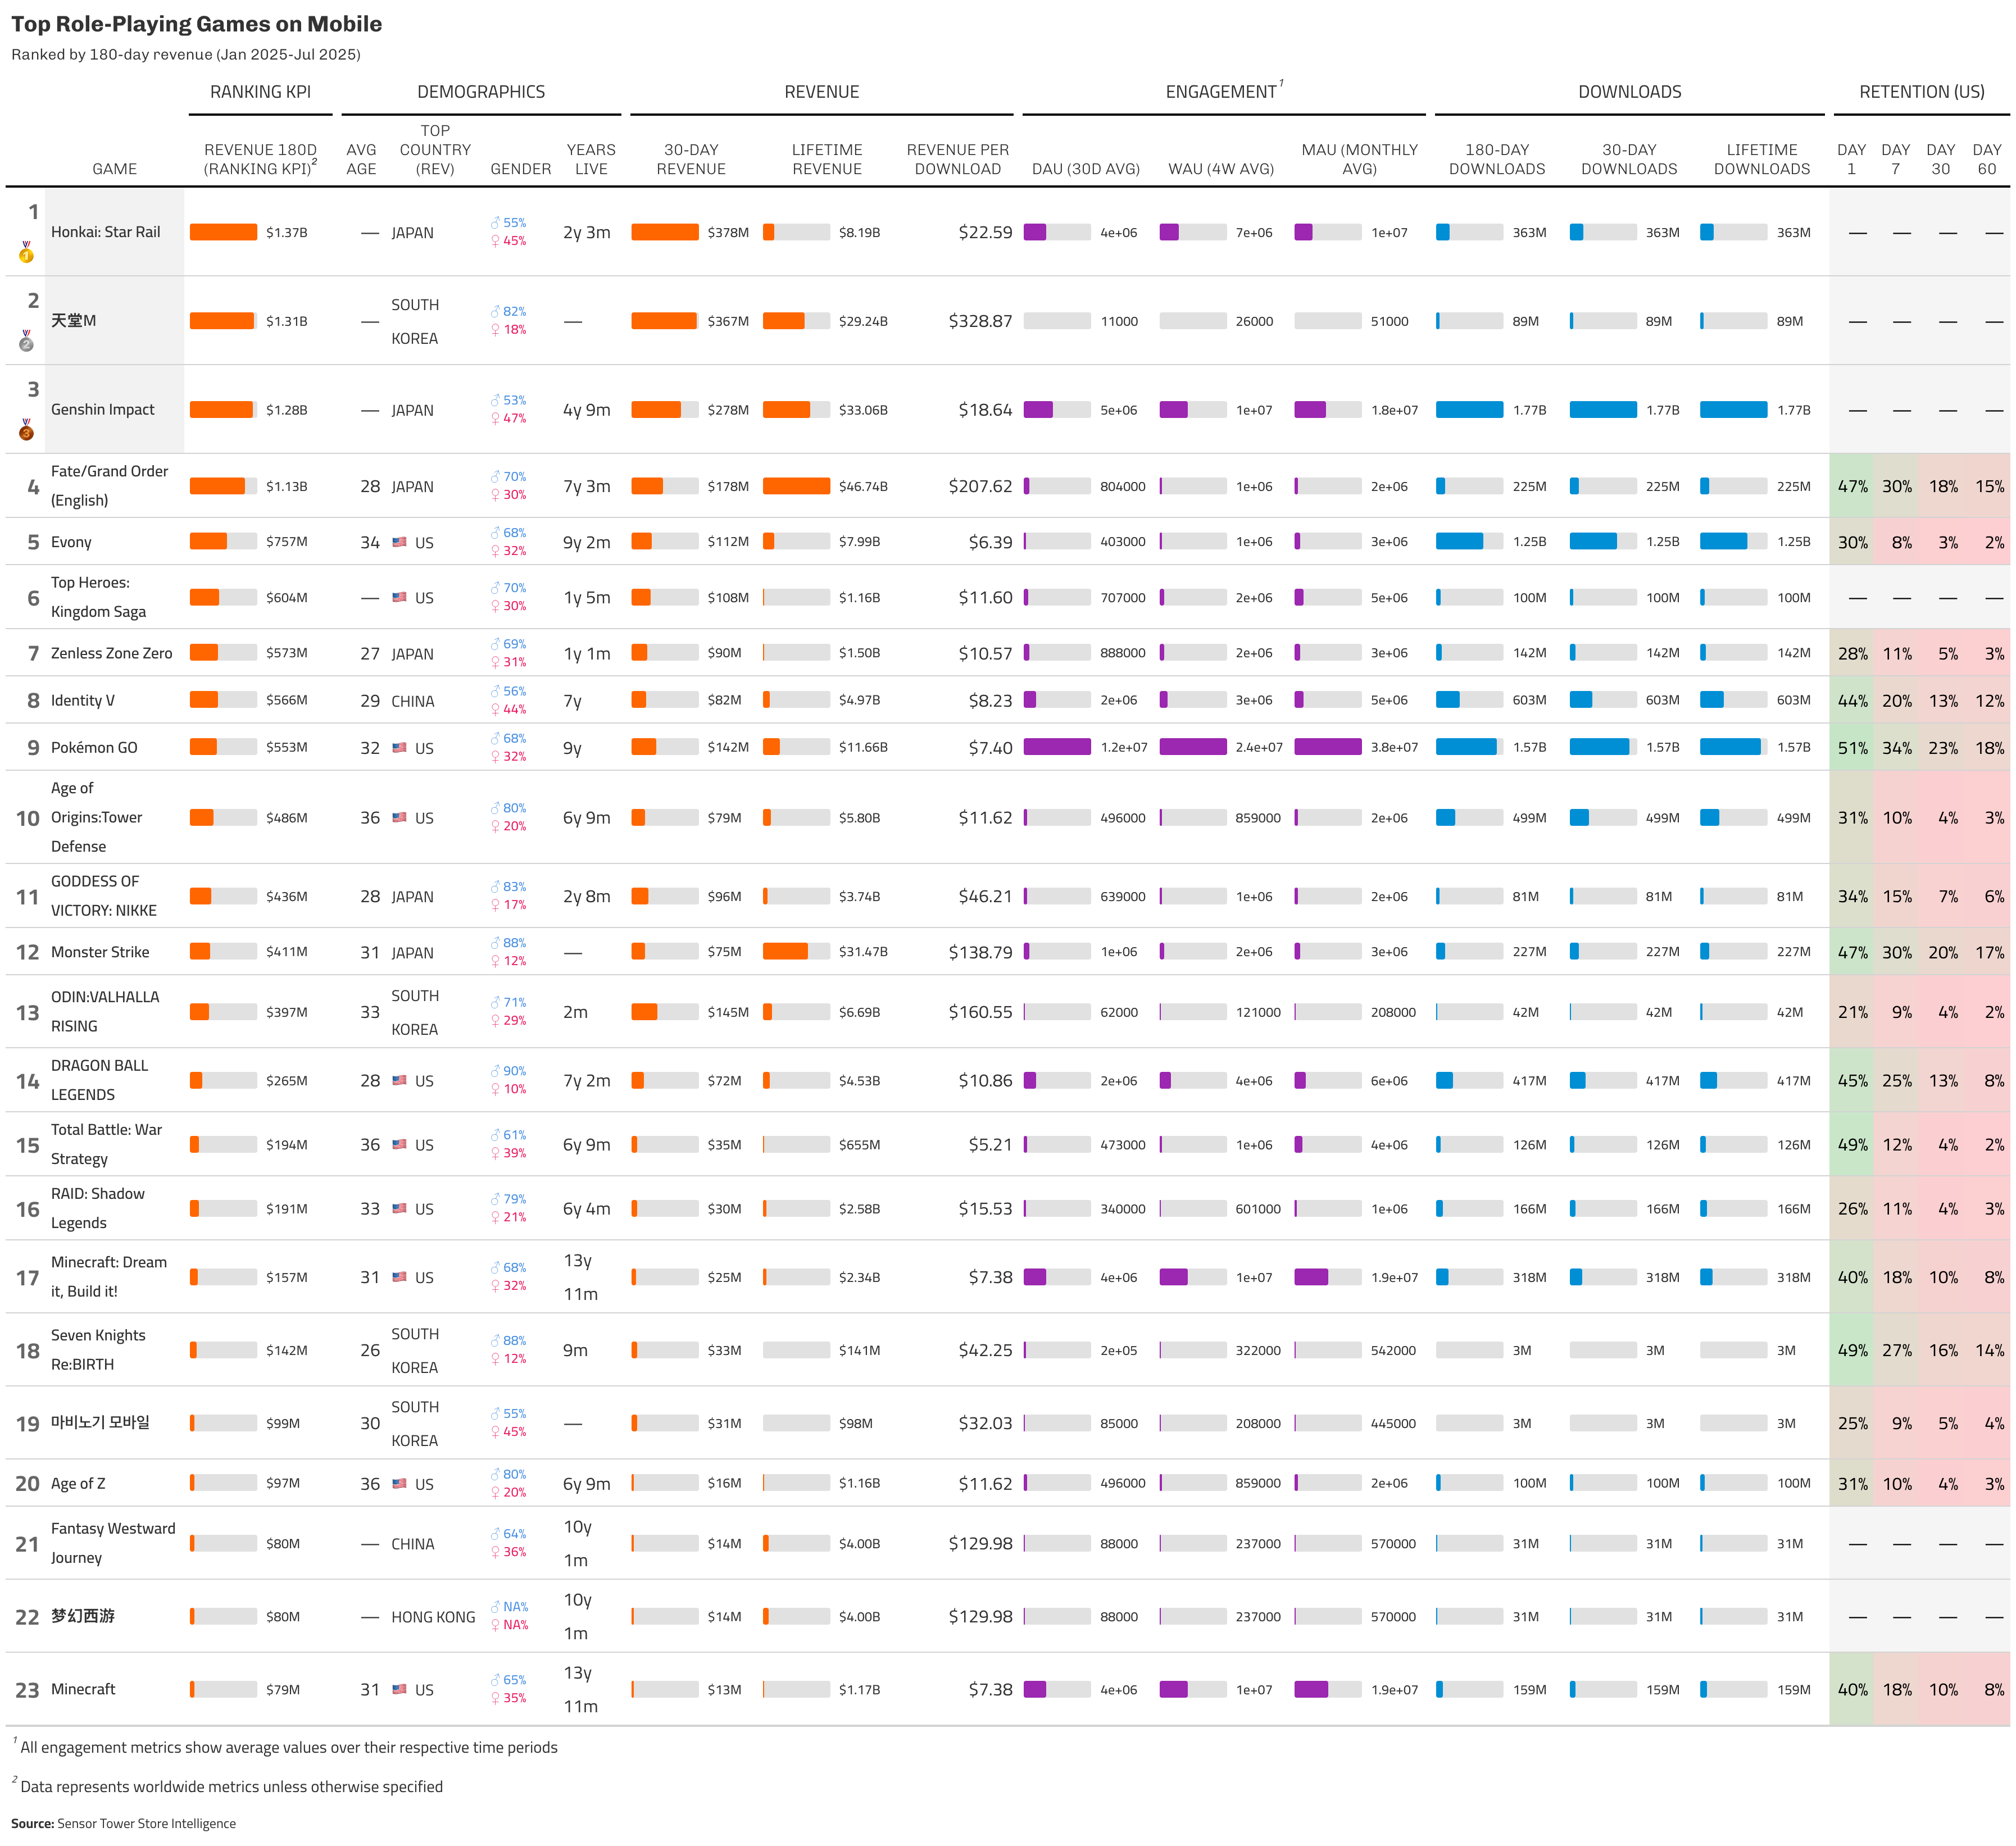 Top Role-Playing Games on Mobile
Ranked by 180-day revenue (Jan 2025-Jul 2025)
RANKING KPI DEMOGRAPHICS REVENUE ENGAGEMENT 1 DOWNLOADS RETENTION (US)
GAME REVENUE 180D (RANKING KPI) 2 AVG AGE TOP COUNTRY (REV) GENDER YEARS LIVE 30-DAY REVENUE LIFETIME REVENUE REVENUE PER DOWNLOAD DAU (30D AVG) WAU (4W AVG) MAU (MONTHLY AVG) 180-DAY DOWNLOADS 30-DAY DOWNLOADS LIFETIME DOWNLOADS DAY 1 DAY 7 DAY 30 DAY 60
1 🥇 Honkai: Star Rail $1.37B — JAPAN ♂ 55% ♀ 45% 2y 3m $378M $8.19B $22.59 4e+06 7e+06 1e+07 363M 363M 363M — — — —
2 🥈 天堂M $1.31B — SOUTH KOREA ♂ 82% ♀ 18% — $367M $29.24B $328.87 11000 26000 51000 89M 89M 89M — — — —
3 🥉 Genshin Impact $1.28B — JAPAN ♂ 53% ♀ 47% 4y 9m $278M $33.06B $18.64 5e+06 1e+07 1.8e+07 1.77B 1.77B 1.77B — — — —
4 Fate/Grand Order (English) $1.13B 28 JAPAN ♂ 70% ♀ 30% 7y 3m $178M $46.74B $207.62 804000 1e+06 2e+06 225M 225M 225M 47% 30% 18% 15%
5 Evony $757M 34 🇺🇸 US ♂ 68% ♀ 32% 9y 2m $112M $7.99B $6.39 403000 1e+06 3e+06 1.25B 1.25B 1.25B 30% 8% 3% 2%
6 Top Heroes: Kingdom Saga $604M — 🇺🇸 US ♂ 70% ♀ 30% 1y 5m $108M $1.16B $11.60 707000 2e+06 5e+06 100M 100M 100M — — — —
7 Zenless Zone Zero $573M 27 JAPAN ♂ 69% ♀ 31% 1y 1m $90M $1.50B $10.57 888000 2e+06 3e+06 142M 142M 142M 28% 11% 5% 3%
8 Identity V $566M 29 CHINA ♂ 56% ♀ 44% 7y $82M $4.97B $8.23 2e+06 3e+06 5e+06 603M 603M 603M 44% 20% 13% 12%
9 Pokémon GO $553M 32 🇺🇸 US ♂ 68% ♀ 32% 9y $142M $11.66B $7.40 1.2e+07 2.4e+07 3.8e+07 1.57B 1.57B 1.57B 51% 34% 23% 18%
10 Age of Origins:Tower Defense $486M 36 🇺🇸 US ♂ 80% ♀ 20% 6y 9m $79M $5.80B $11.62 496000 859000 2e+06 499M 499M 499M 31% 10% 4% 3%
11 GODDESS OF VICTORY: NIKKE $436M 28 JAPAN ♂ 83% ♀ 17% 2y 8m $96M $3.74B $46.21 639000 1e+06 2e+06 81M 81M 81M 34% 15% 7% 6%
12 Monster Strike $411M 31 JAPAN ♂ 88% ♀ 12% — $75M $31.47B $138.79 1e+06 2e+06 3e+06 227M 227M 227M 47% 30% 20% 17%
13 ODIN:VALHALLA RISING $397M 33 SOUTH KOREA ♂ 71% ♀ 29% 2m $145M $6.69B $160.55 62000 121000 208000 42M 42M 42M 21% 9% 4% 2%
14 DRAGON BALL LEGENDS $265M 28 🇺🇸 US ♂ 90% ♀ 10% 7y 2m $72M $4.53B $10.86 2e+06 4e+06 6e+06 417M 417M 417M 45% 25% 13% 8%
15 Total Battle: War Strategy $194M 36 🇺🇸 US ♂ 61% ♀ 39% 6y 9m $35M $655M $5.21 473000 1e+06 4e+06 126M 126M 126M 49% 12% 4% 2%
16 RAID: Shadow Legends $191M 33 🇺🇸 US ♂ 79% ♀ 21% 6y 4m $30M $2.58B $15.53 340000 601000 1e+06 166M 166M 166M 26% 11% 4% 3%
17 Minecraft: Dream it, Build it! $157M 31 🇺🇸 US ♂ 68% ♀ 32% 13y 11m $25M $2.34B $7.38 4e+06 1e+07 1.9e+07 318M 318M 318M 40% 18% 10% 8%
18 Seven Knights Re:BIRTH $142M 26 SOUTH KOREA ♂ 88% ♀ 12% 9m $33M $141M $42.25 2e+05 322000 542000 3M 3M 3M 49% 27% 16% 14%
19 마비노기 모바일 $99M 30 SOUTH KOREA ♂ 55% ♀ 45% — $31M $98M $32.03 85000 208000 445000 3M 3M 3M 25% 9% 5% 4%
20 Age of Z $97M 36 🇺🇸 US ♂ 80% ♀ 20% 6y 9m $16M $1.16B $11.62 496000 859000 2e+06 100M 100M 100M 31% 10% 4% 3%
21 Fantasy Westward Journey $80M — CHINA ♂ 64% ♀ 36% 10y 1m $14M $4.00B $129.98 88000 237000 570000 31M 31M 31M — — — —
22 梦幻西游 $80M — HONG KONG ♂ NA% ♀ NA% 10y 1m $14M $4.00B $129.98 88000 237000 570000 31M 31M 31M — — — —
23 Minecraft $79M 31 🇺🇸 US ♂ 65% ♀ 35% 13y 11m $13M $1.17B $7.38 4e+06 1e+07 1.9e+07 159M 159M 159M 40% 18% 10% 8%
1 All engagement metrics show average values over their respective time periods
2 Data represents worldwide metrics unless otherwise specified
Source: Sensor Tower Store Intelligence